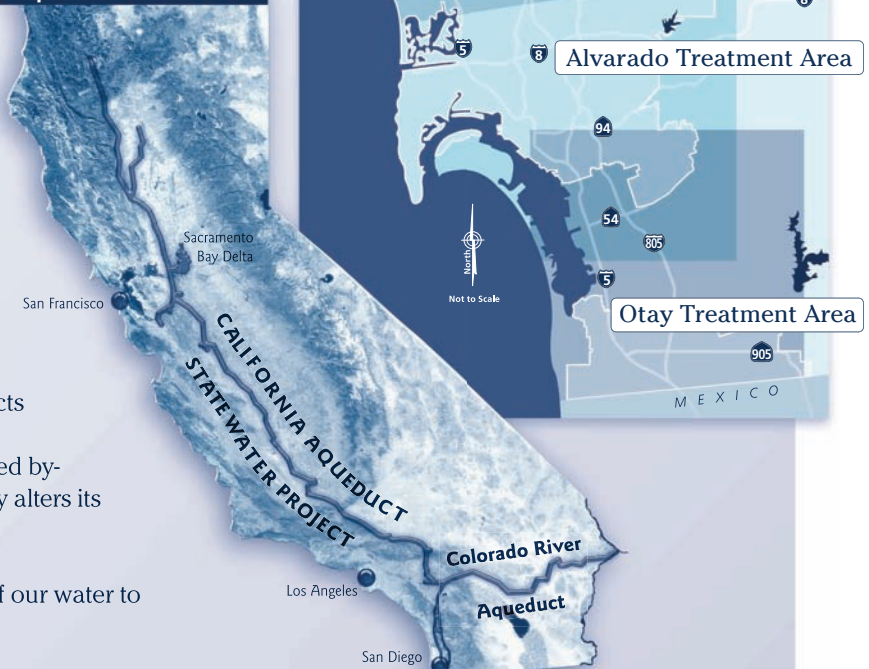 8
5
8
Alvarado Treatment Area
94
54
805
North
Not to Scale
5
Otay Treatment Area
905
MEXICO
Sacramento
Bay Delta
San Francisco
CALIFORNIA AQUEDUCT
STATE WATER PROJECT
Colorado River
Aqueduct
Los Angeles
San Diego
cts
ed by-
y alters its
f our water to